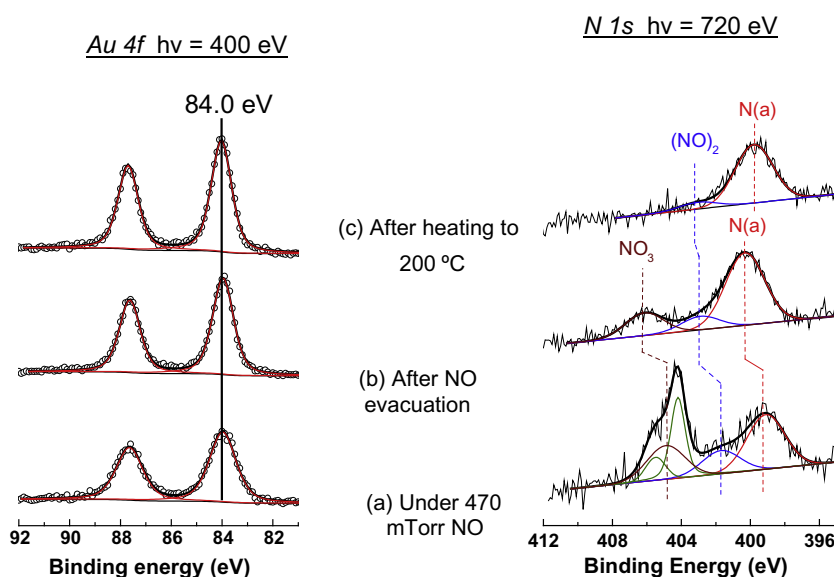 Au 4f hv = 400 eV
N 1s hv = 720 eV
84.0 eV
N(a)
(NO)2
(c) After heating to
200 ºC
NO3
N(a)
(b) After NO
evacuation
(a) Under 470
mTorr NO
92 90 88 86 84 82
Binding energy (eV)
412 408 404 400 396
Binding Energy (eV)